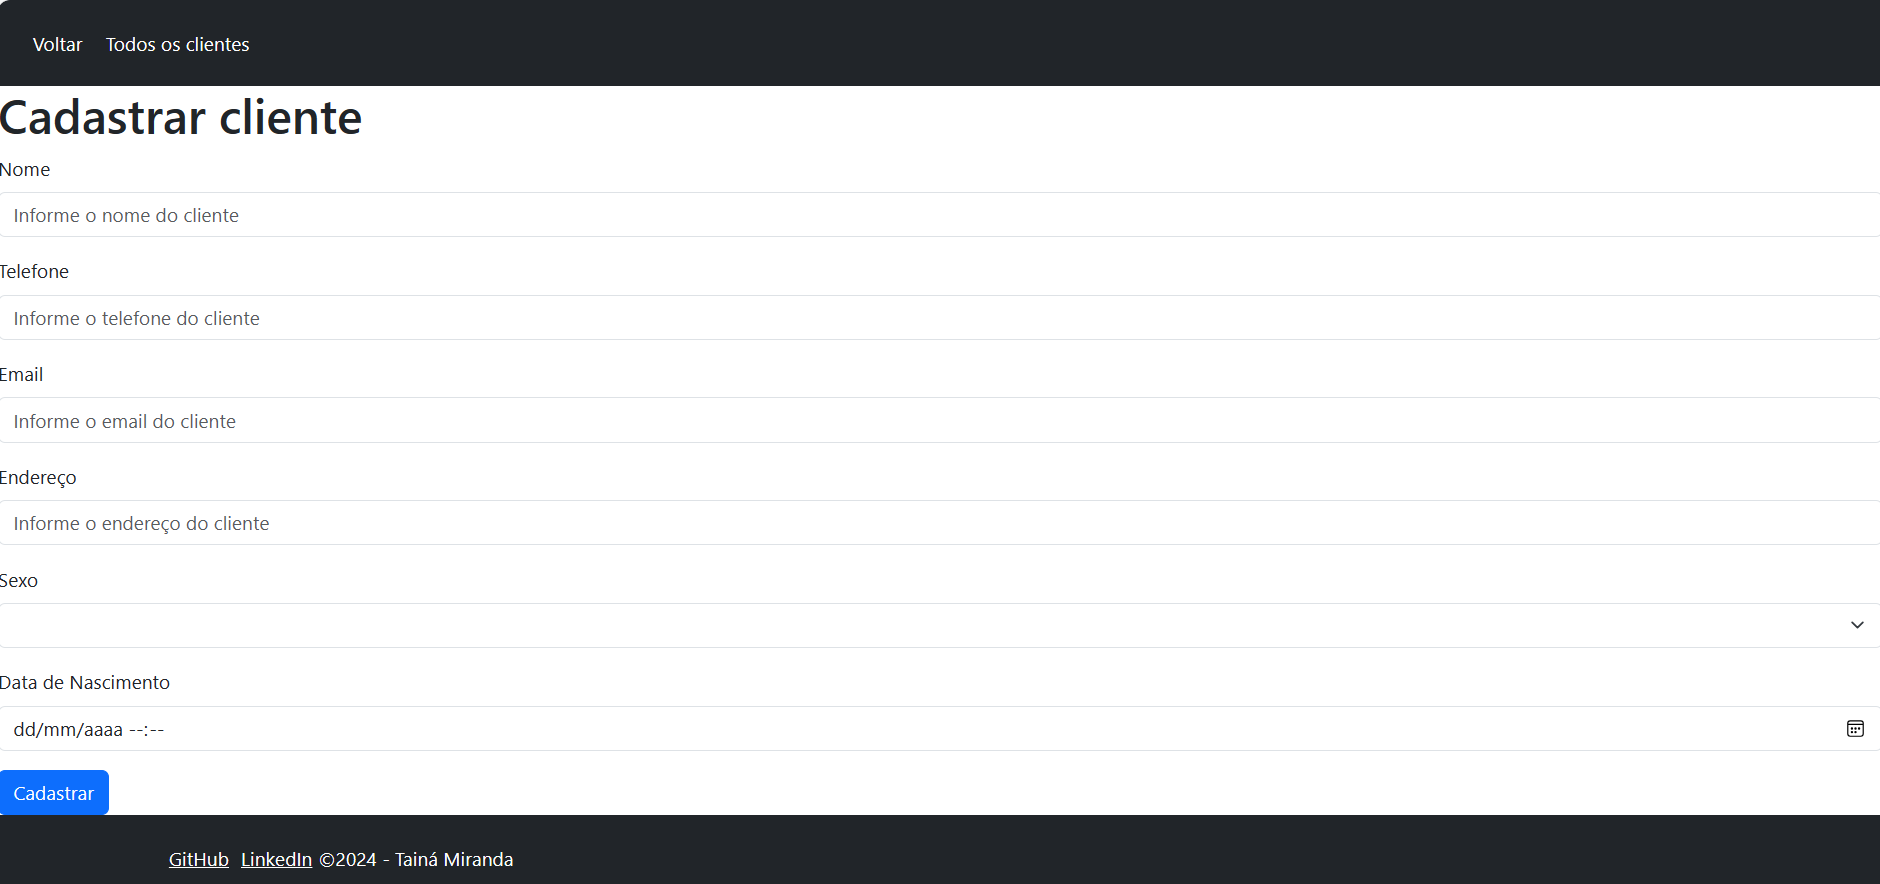 Voltar Todos os clientes
Cadastrar cliente
Nome
Informe o nome do cliente
Telefone
Informe o telefone do cliente
Email
Informe o email do cliente
Endereço
Informe o endereço do cliente
Sexo
Data de Nascimento
dd/mm/aaaa --:--
Cadastrar
GitHub LinkedIn ©2024 - Tainá Miranda